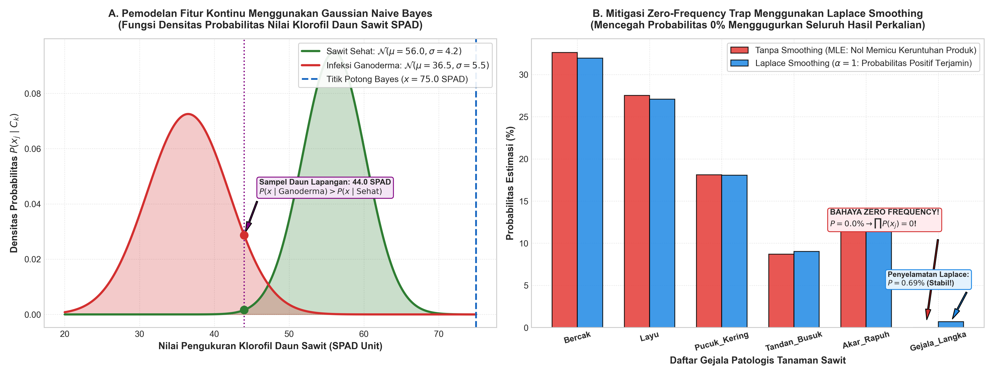 A. Pemodelan Fitur Kontinu Menggunakan Gaussian Naive Bayes
(Fungsi Densitas Probabilitas Nilai Klorofil Daun Sawit SPAD)
Sawit Sehat: 𝒩(μ = 56.0, σ = 4.2)
Infeksi Ganoderma: 𝒩(μ = 36.5, σ = 5.5)
Titik Potong Bayes (x = 75.0 SPAD)
Densitas Probabilitas P(x_j | C_k)
0.08
0.06
0.04
0.02
0.00
Sampel Daun Lapangan: 44.0 SPAD
P(x | Ganoderma) > P(x | Sehat)
20 30 40 50 60 70
Nilai Pengukuran Klorofil Daun Sawit (SPAD Unit)
B. Mitigasi Zero-Frequency Trap Menggunakan Laplace Smoothing
(Mencegah Probabilitas 0% Menggugurkan Seluruh Hasil Perkalian)
Tanpa Smoothing (MLE: Nol Memicu Keruntuhan Produk)
Laplace Smoothing (α = 1: Probabilitas Positif Terjamin)
Probabilitas Estimasi (%)
30
25
20
15
10
5
0
BAHAYA ZERO FREQUENCY!
P = 0.0% → ∏ P(x_j) = 0!
Penyelamatan Laplace:
P = 0.69% (Stabil!)
Bercak Layu Pucuk_Kering Tandan_Busuk Akar_Rapuh Gejala_Langka
Daftar Gejala Patologis Tanaman Sawit